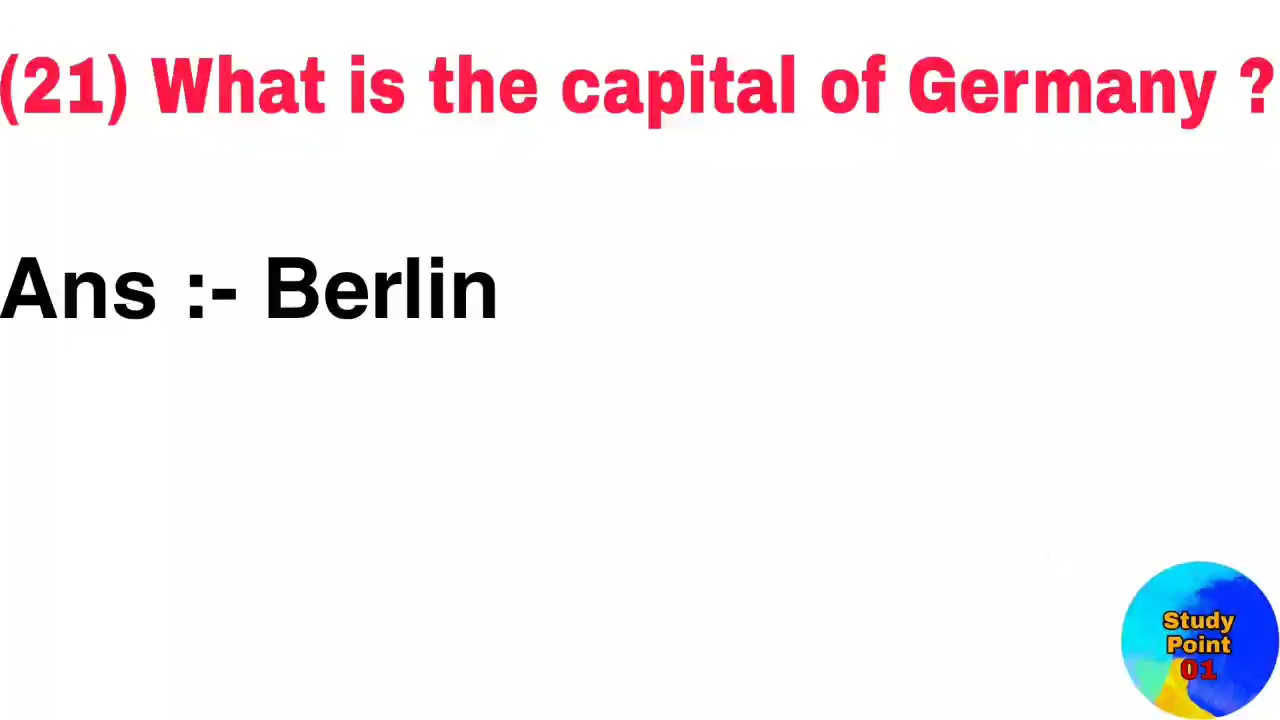 (21) What is the capital of Germany ?
Ans :- Berlin
Study
Point
01